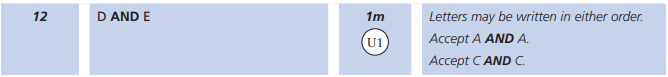 12 D AND E 1m Letters may be written in either order.
U1 Accept A AND A.
Accept C AND C.